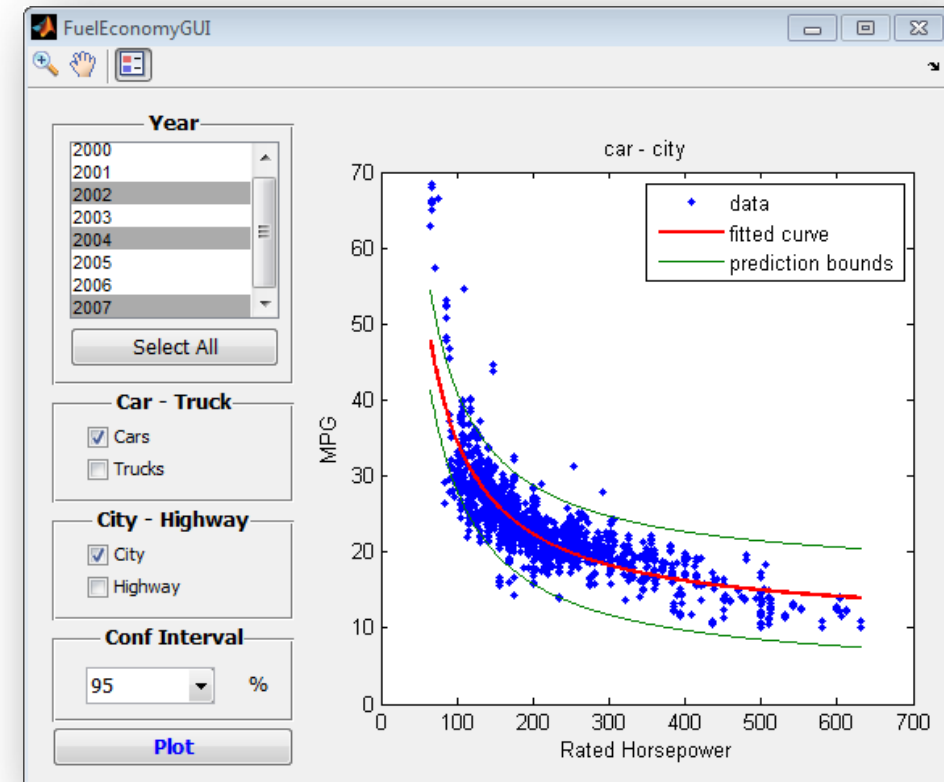 FuelEconomyGUI
Year
2000
2001
2002
2003
2004
2005
2006
2007
Select All
Car - Truck
Cars
Trucks
City - Highway
City
Highway
Conf Interval
95 %
Plot
car - city
data
fitted curve
prediction bounds
MPG
70
60
50
40
30
20
10
0
0 100 200 300 400 500 600 700
Rated Horsepower